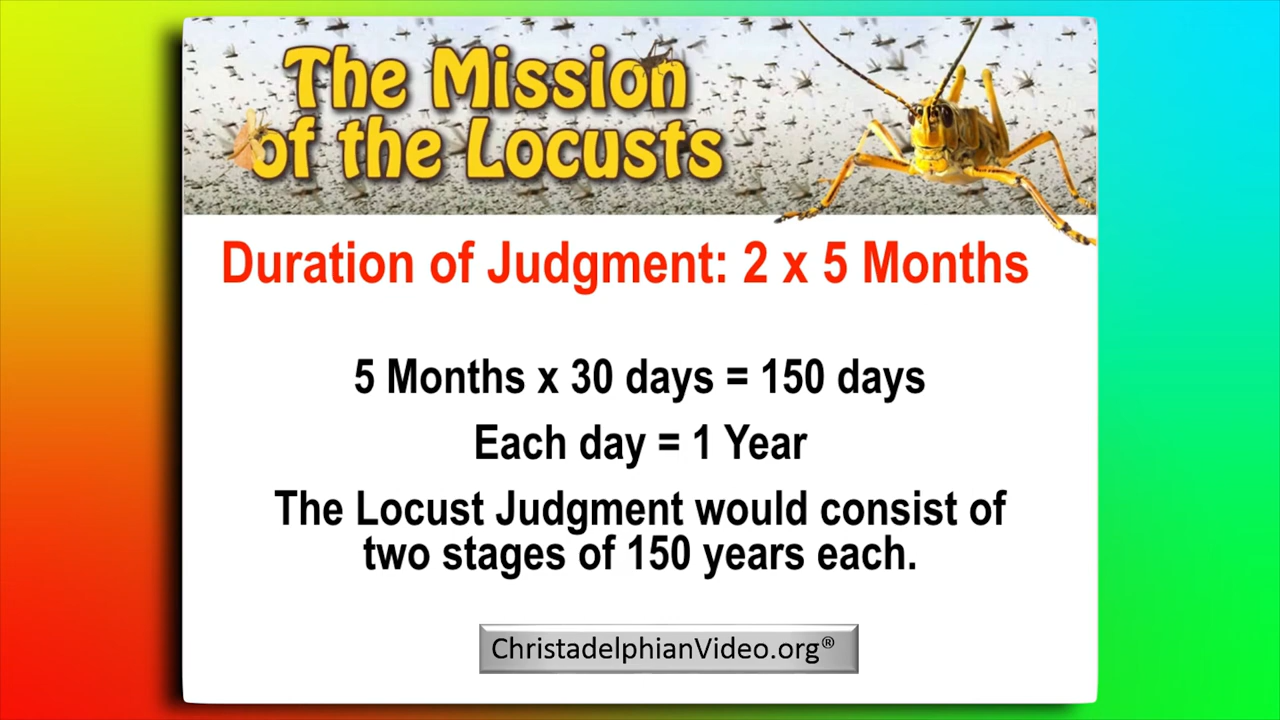 The Mission
of the Locusts
Duration of Judgment: 2 x 5 Months
5 Months x 30 days = 150 days
Each day = 1 Year
The Locust Judgment would consist of
two stages of 150 years each.
ChristadelphianVideo.org®